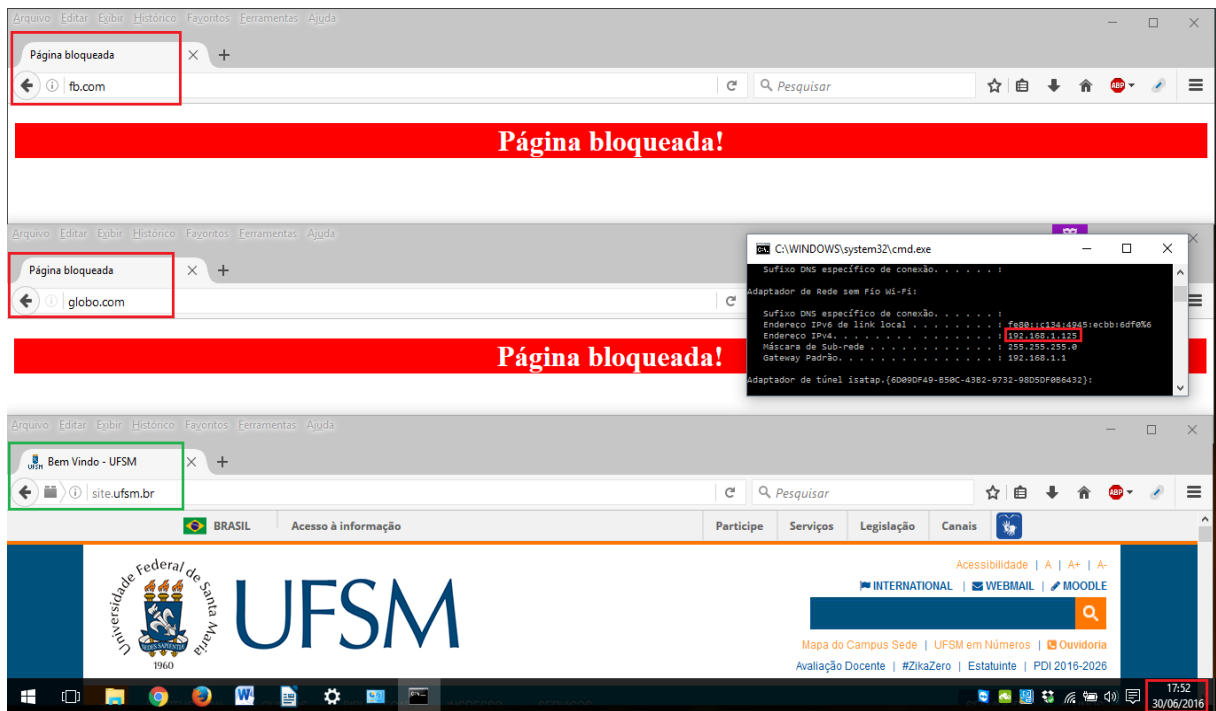 Arquivo Editar Exibir Histórico Favoritos Ferramentas Ajuda
Página bloqueada
fb.com
Pesquisar
ABP
Página bloqueada!
Arquivo Editar Exibir Histórico Favoritos Ferramentas Ajuda
Página bloqueada
globo.com
Página bloqueada!
C:\WINDOWS\system32\cmd.exe
Sufixo DNS específico de conexão. . . . . . :
Adaptador de Rede sem Fio Wi-Fi:
Sufixo DNS específico de conexão. . . . . . :
Endereço IPv6 de link local . . . . . . . . : fe80::c134:4945:ecbb:6df0%6
Endereço IPv4. . . . . . . . . . . . . . . : 192.168.1.125
Máscara de Sub-rede . . . . . . . . . . . . : 255.255.255.0
Gateway Padrão. . . . . . . . . . . . . . . : 192.168.1.1
Adaptador de túnel isatap.{6D09DF49-B50C-43B2-9732-98D5DF0B6432}:
Arquivo Editar Exibir Histórico Favoritos Ferramentas Ajuda
UFSM Bem Vindo - UFSM
site.ufsm.br
Pesquisar
ABP
BRASIL Acesso à informação Participe Serviços Legislação Canais
Universidade Federal de Santa Maria
SEDES SAPIENTIAE
1960
UFSM
Acessibilidade | A | A+ | A-
INTERNATIONAL | WEBMAIL | MOODLE
Mapa do Campus Sede | UFSM em Números | Ouvidoria
Avaliação Docente | #ZikaZero | Estatuinte | PDI 2016-2026
17:52
30/06/2016